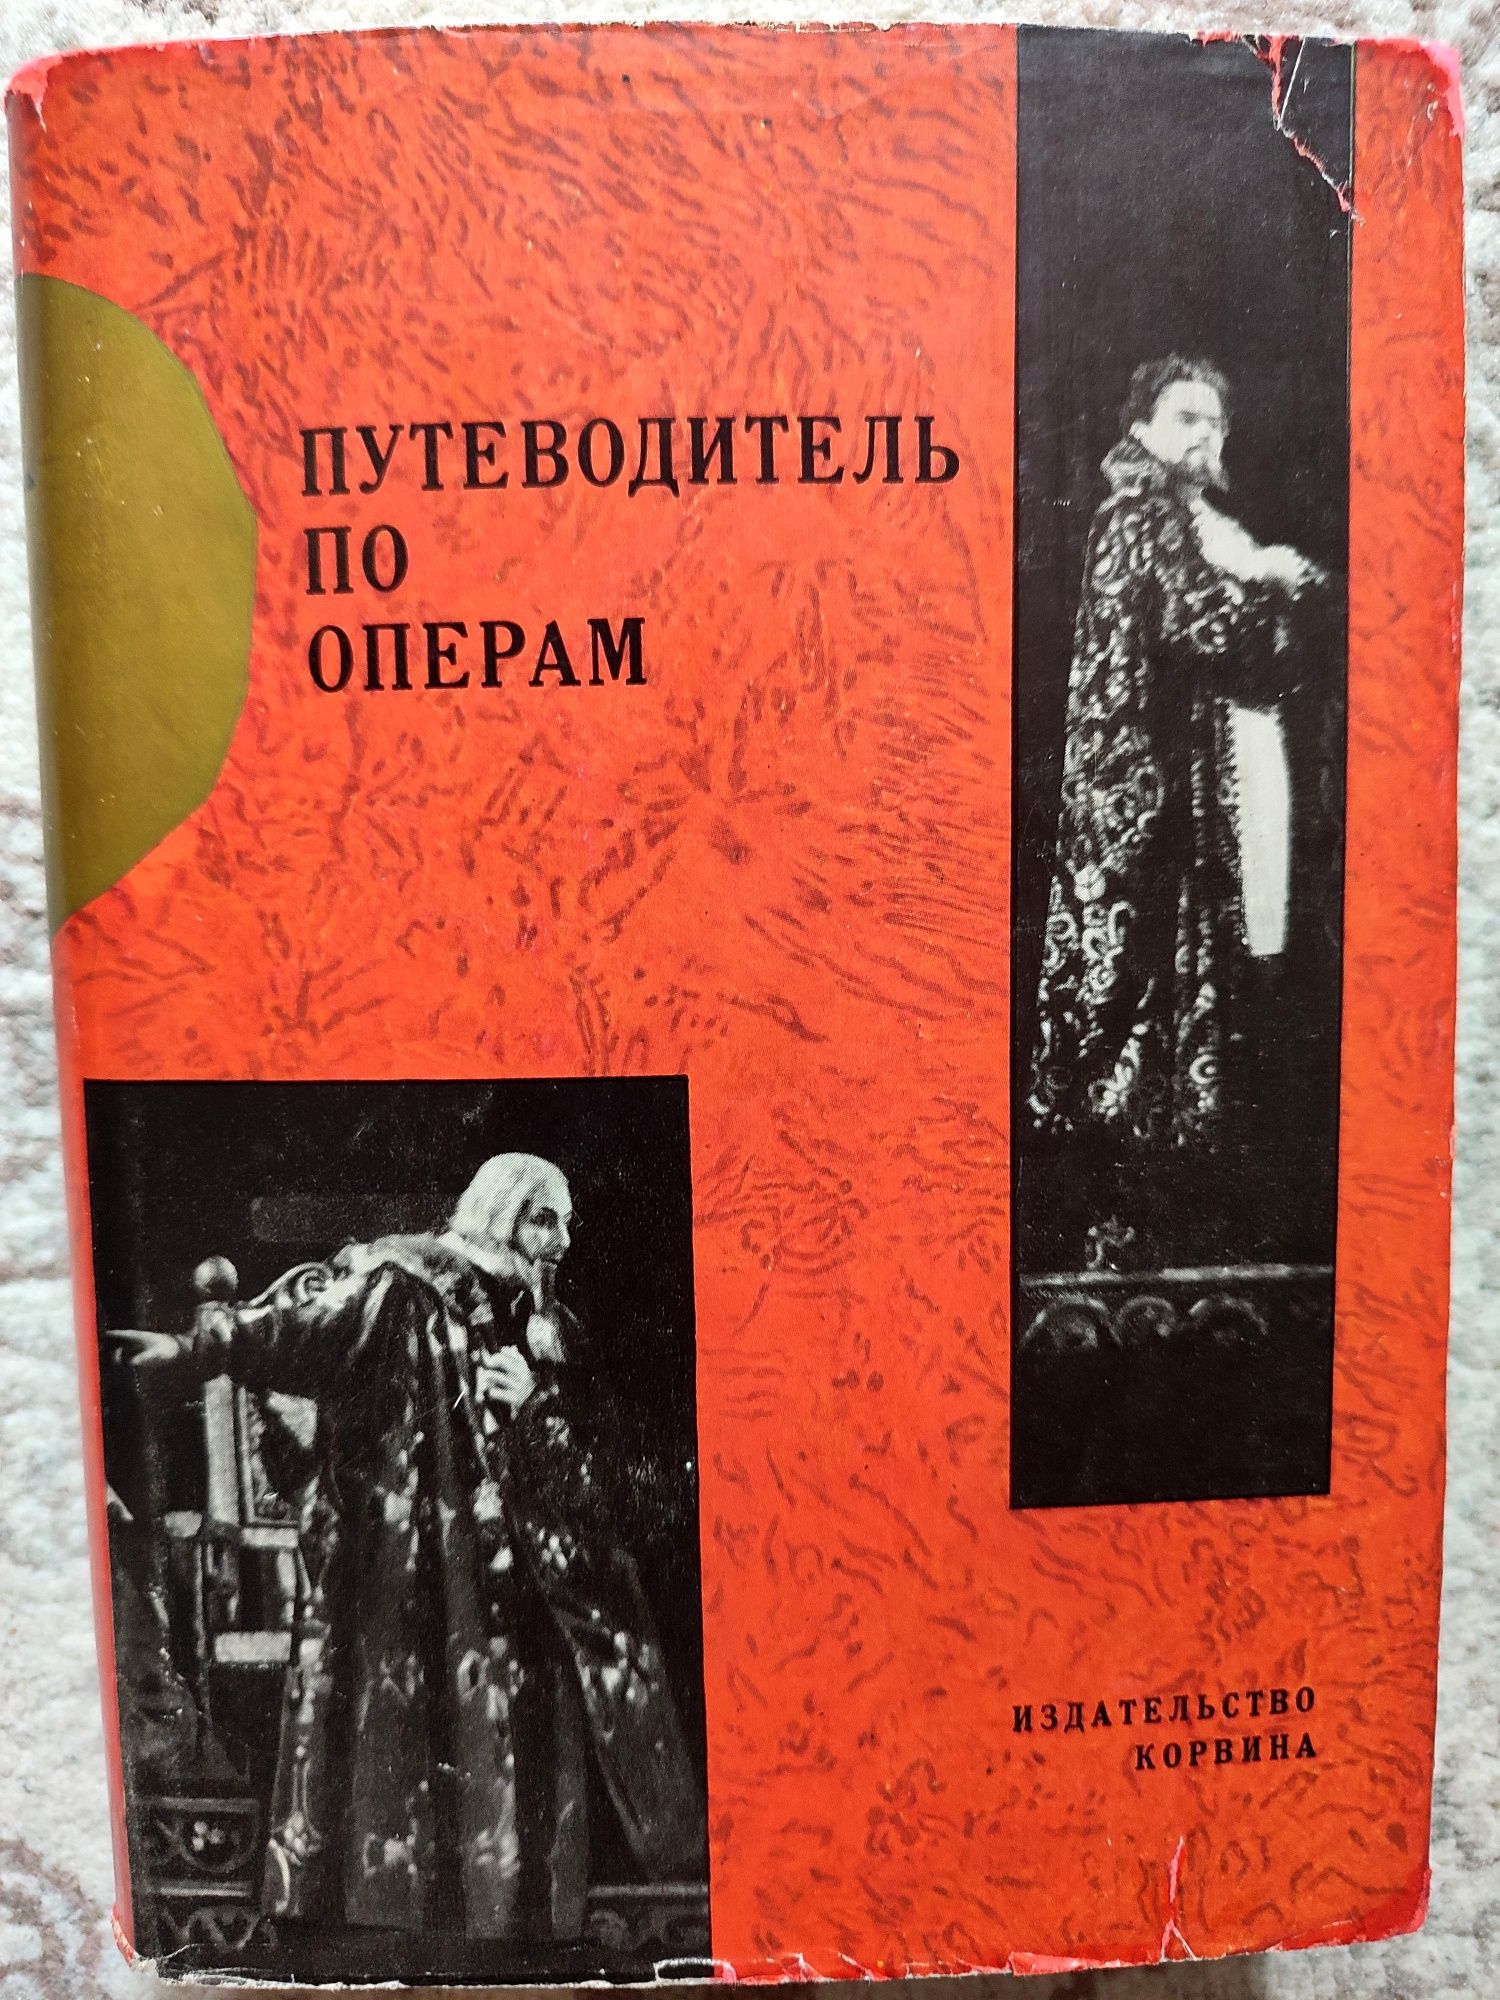 ПУТЕВОДИТЕЛЬ
ПО
ОПЕРАМ
ИЗДАТЕЛЬСТВО
КОРВИНА